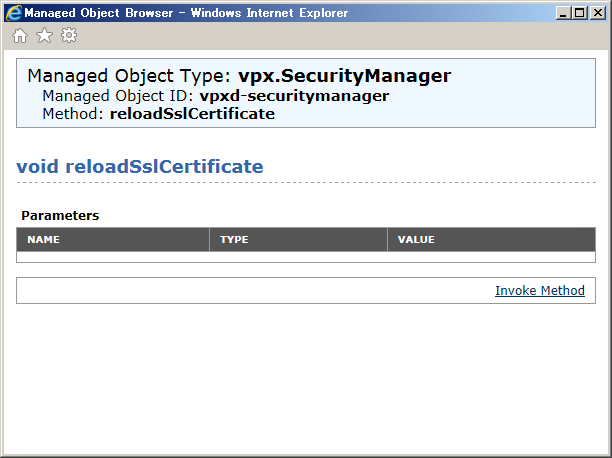 Managed Object Browser - Windows Internet Explorer
Managed Object Type: vpx.SecurityManager
Managed Object ID: vpxd-securitymanager
Method: reloadSslCertificate
void reloadSslCertificate
Parameters
NAME TYPE VALUE
Invoke Method